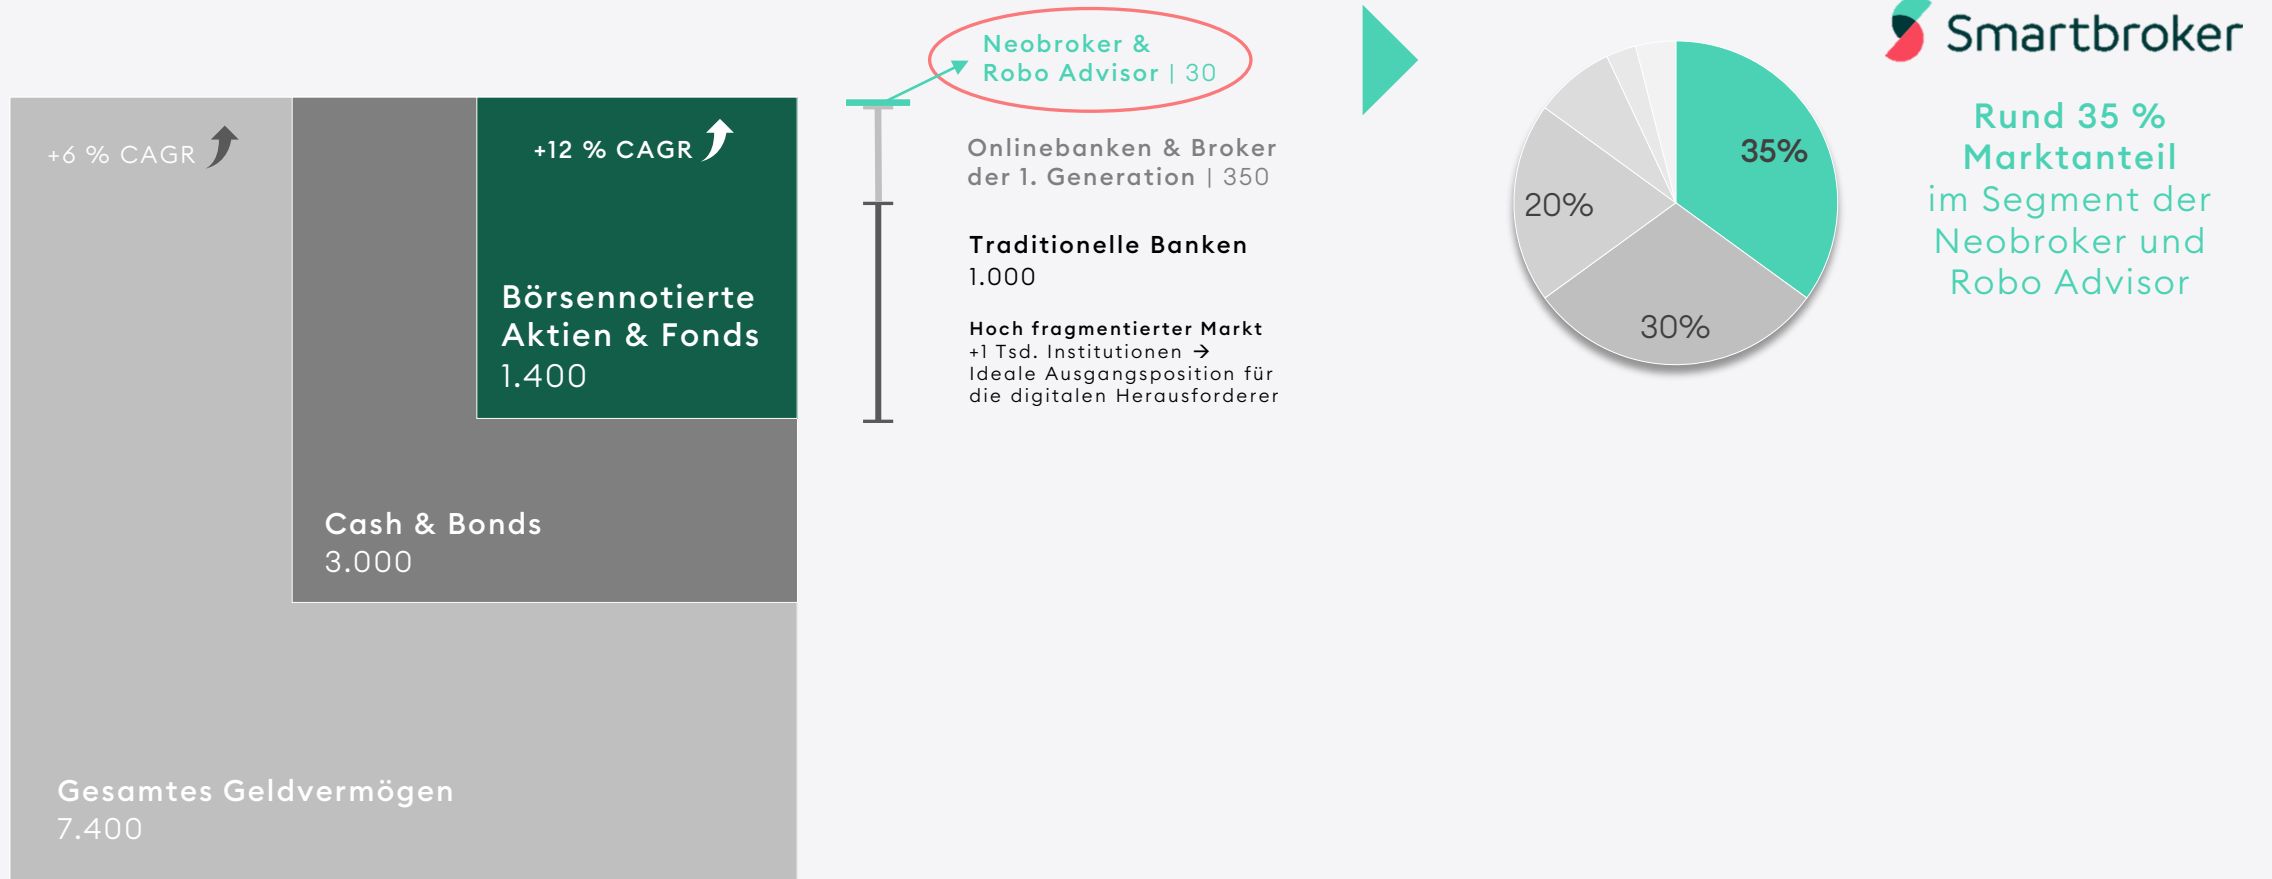 +6 % CAGR
+12 % CAGR
Börsennotierte
Aktien & Fonds
1.400
Cash & Bonds
3.000
Gesamtes Geldvermögen
7.400
Neobroker &
Robo Advisor | 30
Onlinebanken & Broker
der 1. Generation | 350
Traditionelle Banken
1.000
Hoch fragmentierter Markt
+1 Tsd. Institutionen →
Ideale Ausgangsposition für
die digitalen Herausforderer
35%
20%
30%
Smartbroker
Rund 35 %
Marktanteil
im Segment der
Neobroker und
Robo Advisor